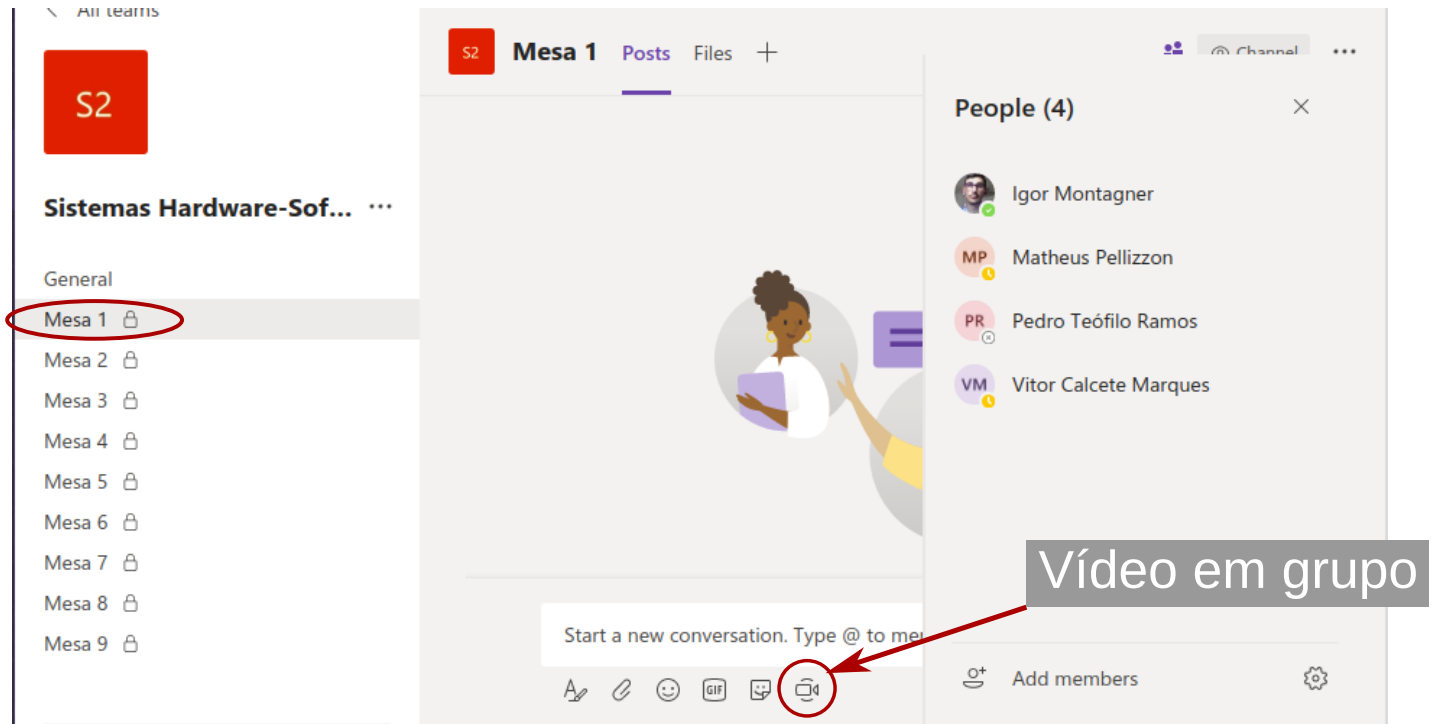 All teams
S2
Sistemas Hardware-Sof... ...
General
Mesa 1
Mesa 2
Mesa 3
Mesa 4
Mesa 5
Mesa 6
Mesa 7
Mesa 8
Mesa 9
S2 Mesa 1 Posts Files +
Channel ...
People (4)
Igor Montagner
MP Matheus Pellizzon
PR Pedro Teófilo Ramos
VM Vitor Calcete Marques
Vídeo em grupo
Start a new conversation. Type @ to me
GIF
Add members